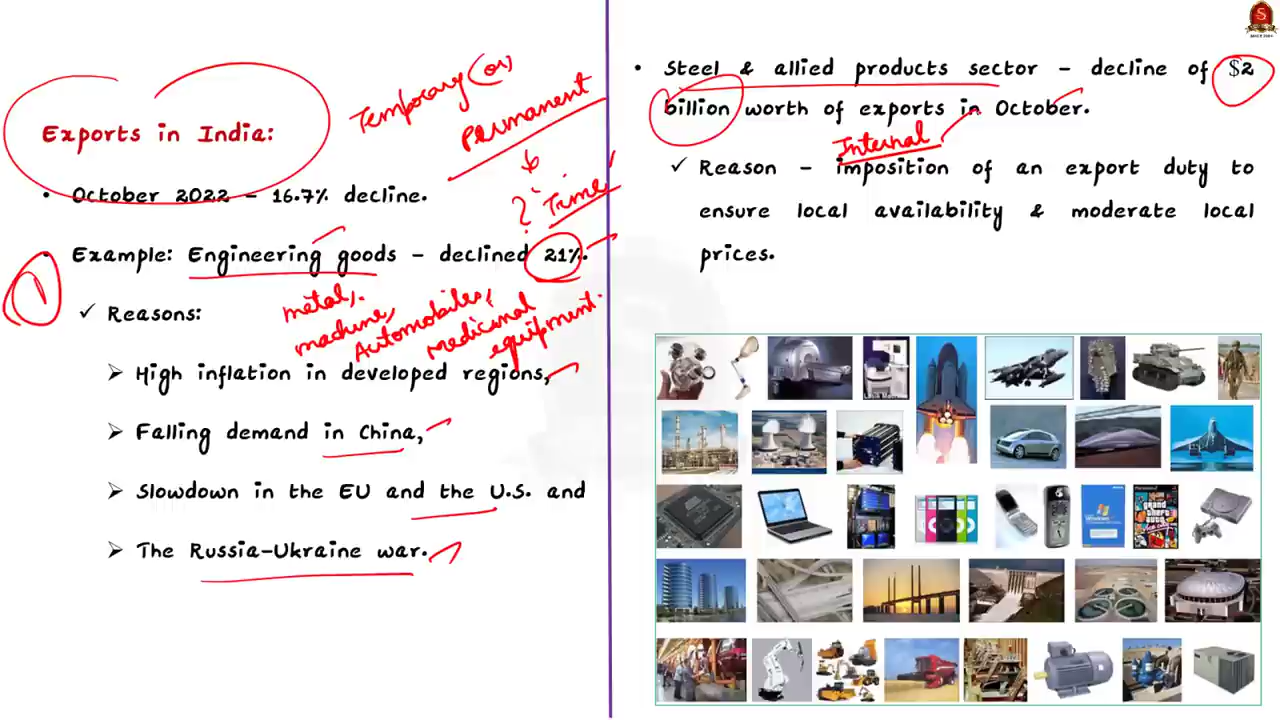 Exports in India:
Temporary (or)
Permanent
• October 2022 – 16.7% decline.
? Time
• Example: Engineering goods – declined 21%.
1
metal,
machine,
Automobiles,
Medicinal
equipment.
✓ Reasons:
➤ High inflation in developed regions,
➤ Falling demand in China,
➤ Slowdown in the EU and the U.S. and
➤ The Russia-Ukraine war.
• Steel & allied products sector – decline of $2
billion worth of exports in October.
Internal
✓ Reason – imposition of an export duty to
ensure local availability & moderate local
prices.